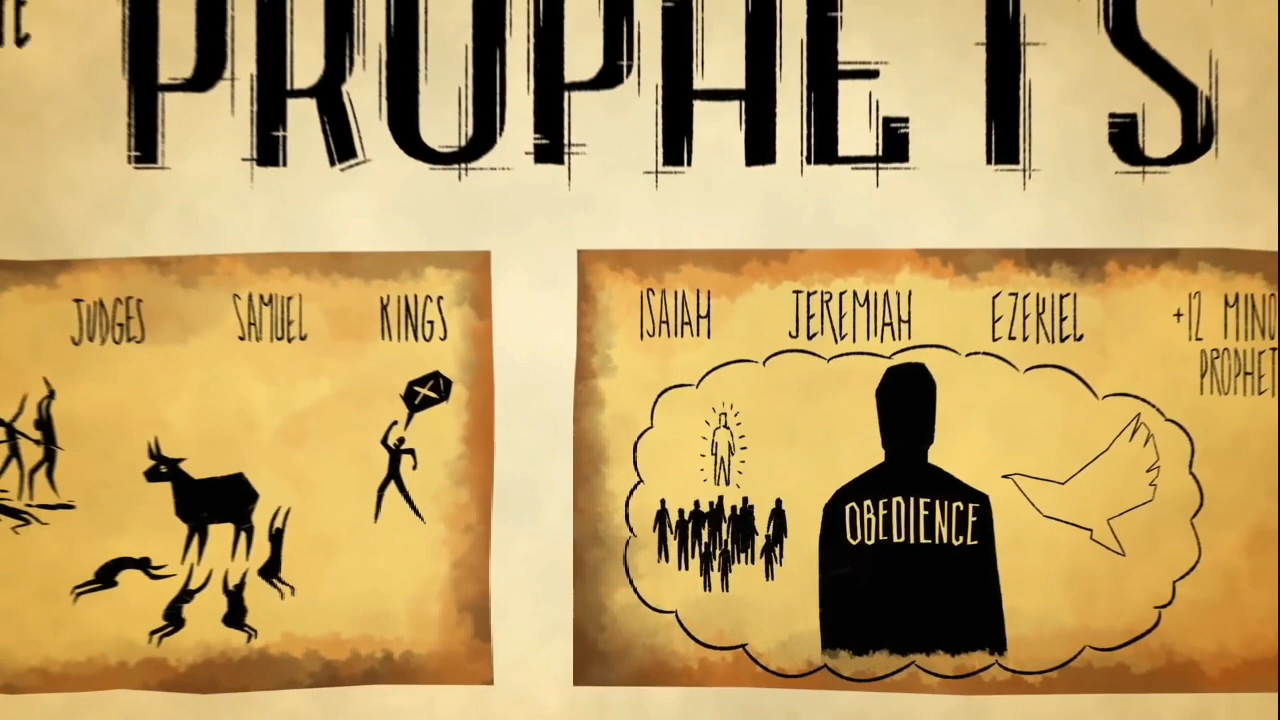 PROPHETS
JUDGES SAMUEL KINGS
ISAIAH JEREMIAH EZEKIEL +12 MINO
PROPHET
OBEDIENCE